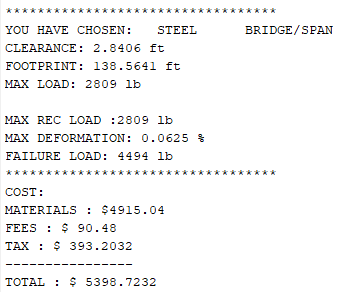 **********************************
YOU HAVE CHOSEN: STEEL BRIDGE/SPAN
CLEARANCE: 2.8406 ft
FOOTPRINT: 138.5641 ft
MAX LOAD: 2809 lb
MAX REC LOAD :2809 lb
MAX DEFORMATION: 0.0625 %
FAILURE LOAD: 4494 lb
**********************************
COST:
MATERIALS : $4915.04
FEES : $ 90.48
TAX : $ 393.2032
----------------
TOTAL : $ 5398.7232